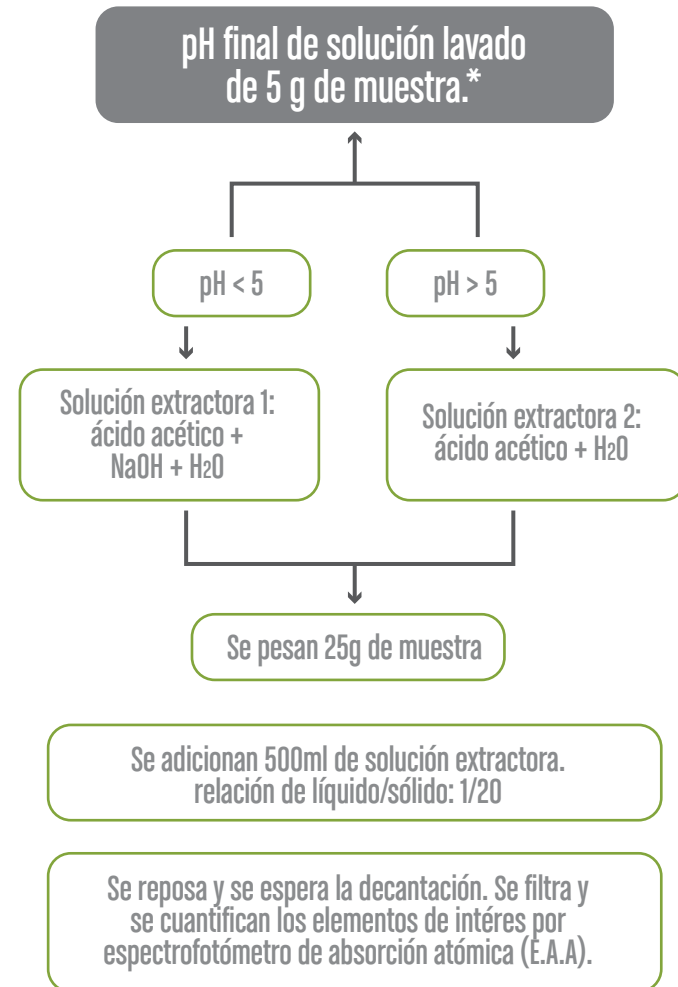 pH final de solución lavado
de 5 g de muestra.*
pH < 5
pH > 5
Solución extractora 1:
ácido acético +
NaOH + H2O
Solución extractora 2:
ácido acético + H2O
Se pesan 25g de muestra
Se adicionan 500ml de solución extractora.
relación de líquido/sólido: 1/20
Se reposa y se espera la decantación. Se filtra y
se cuantifican los elementos de intéres por
espectrofotómetro de absorción atómica (E.A.A).